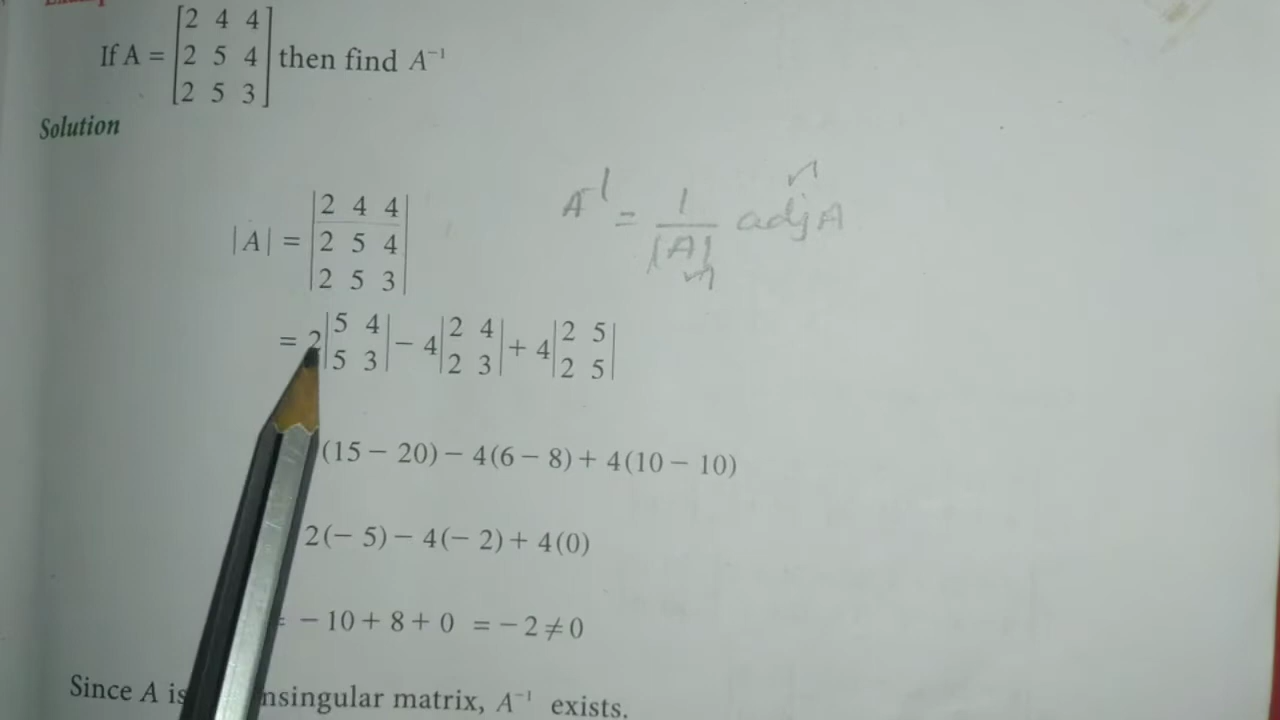 If A = [2 4 4
2 5 4
2 5 3] then find A⁻¹
Solution
|A| = |2 4 4
2 5 4
2 5 3|
A⁻¹ = 1/|A| adj A
= 2|5 4 5 3| − 4|2 4 2 3| + 4|2 5 2 5|
(15 − 20) − 4(6 − 8) + 4(10 − 10)
2(− 5) − 4(− 2) + 4(0)
= − 10 + 8 + 0 = − 2 ≠ 0
Since A is nsingular matrix, A⁻¹ exists.